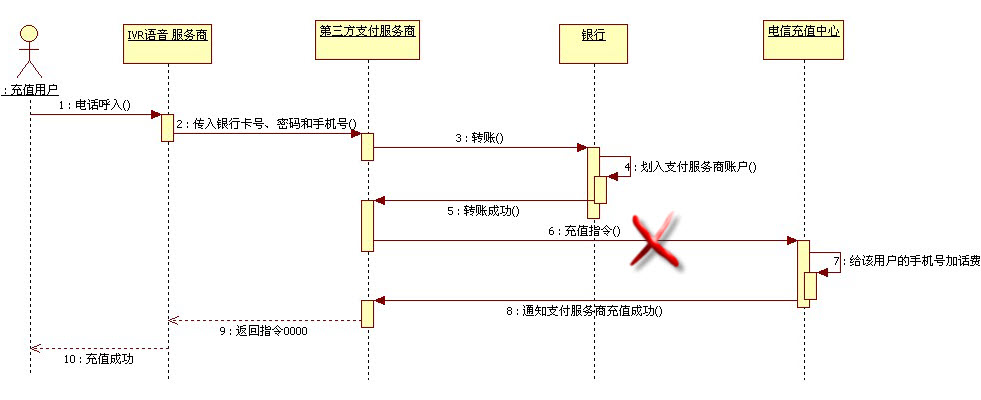 IVR语音 服务商
第三方支付服务商
银行
电信充值中心
: 充值用户
1 : 电话呼入()
2 : 传入银行卡号、密码和手机号()
3 : 转账()
4 : 划入支付服务商账户()
5 : 转账成功()
6 : 充值指令()
7 : 给该用户的手机号加话费
8 : 通知支付服务商充值成功()
9 : 返回指令0000
10 : 充值成功